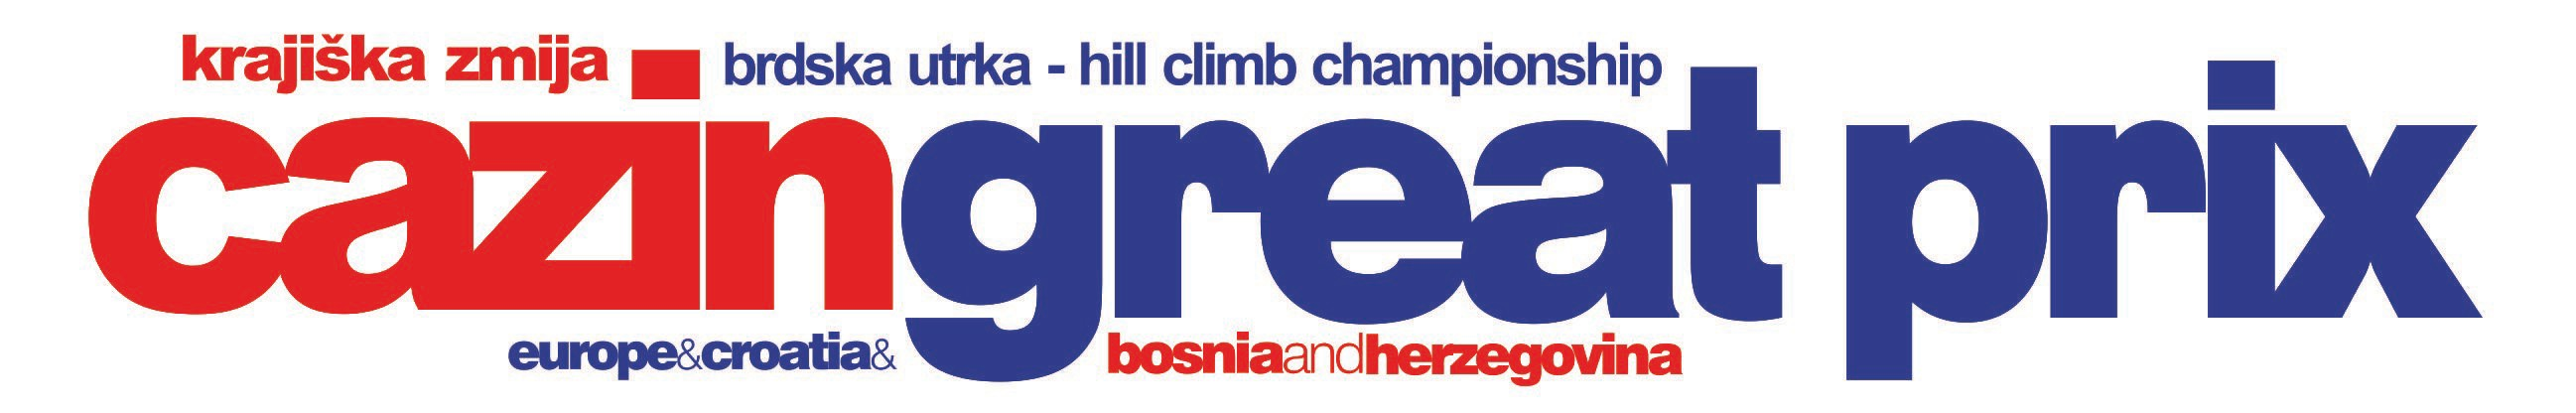 krajiška zmija brdska utrka - hill climb championship
cazingreat prix
europe&croatia& bosniaandherzegovina